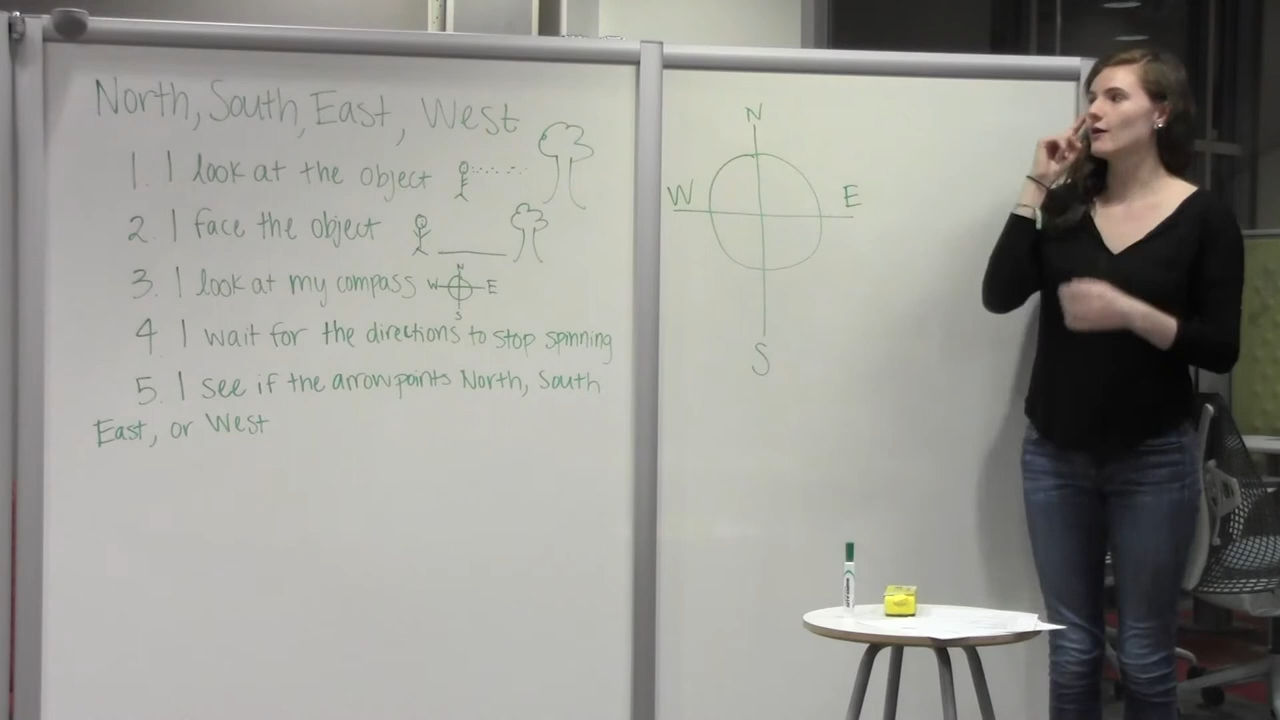 North, South, East, West
1. I look at the object
2. I face the object
3. I look at my compass
N
W E
S
4. I wait for the directions to stop spinning
5. I see if the arrow points North, South
East, or West
N
W E
S